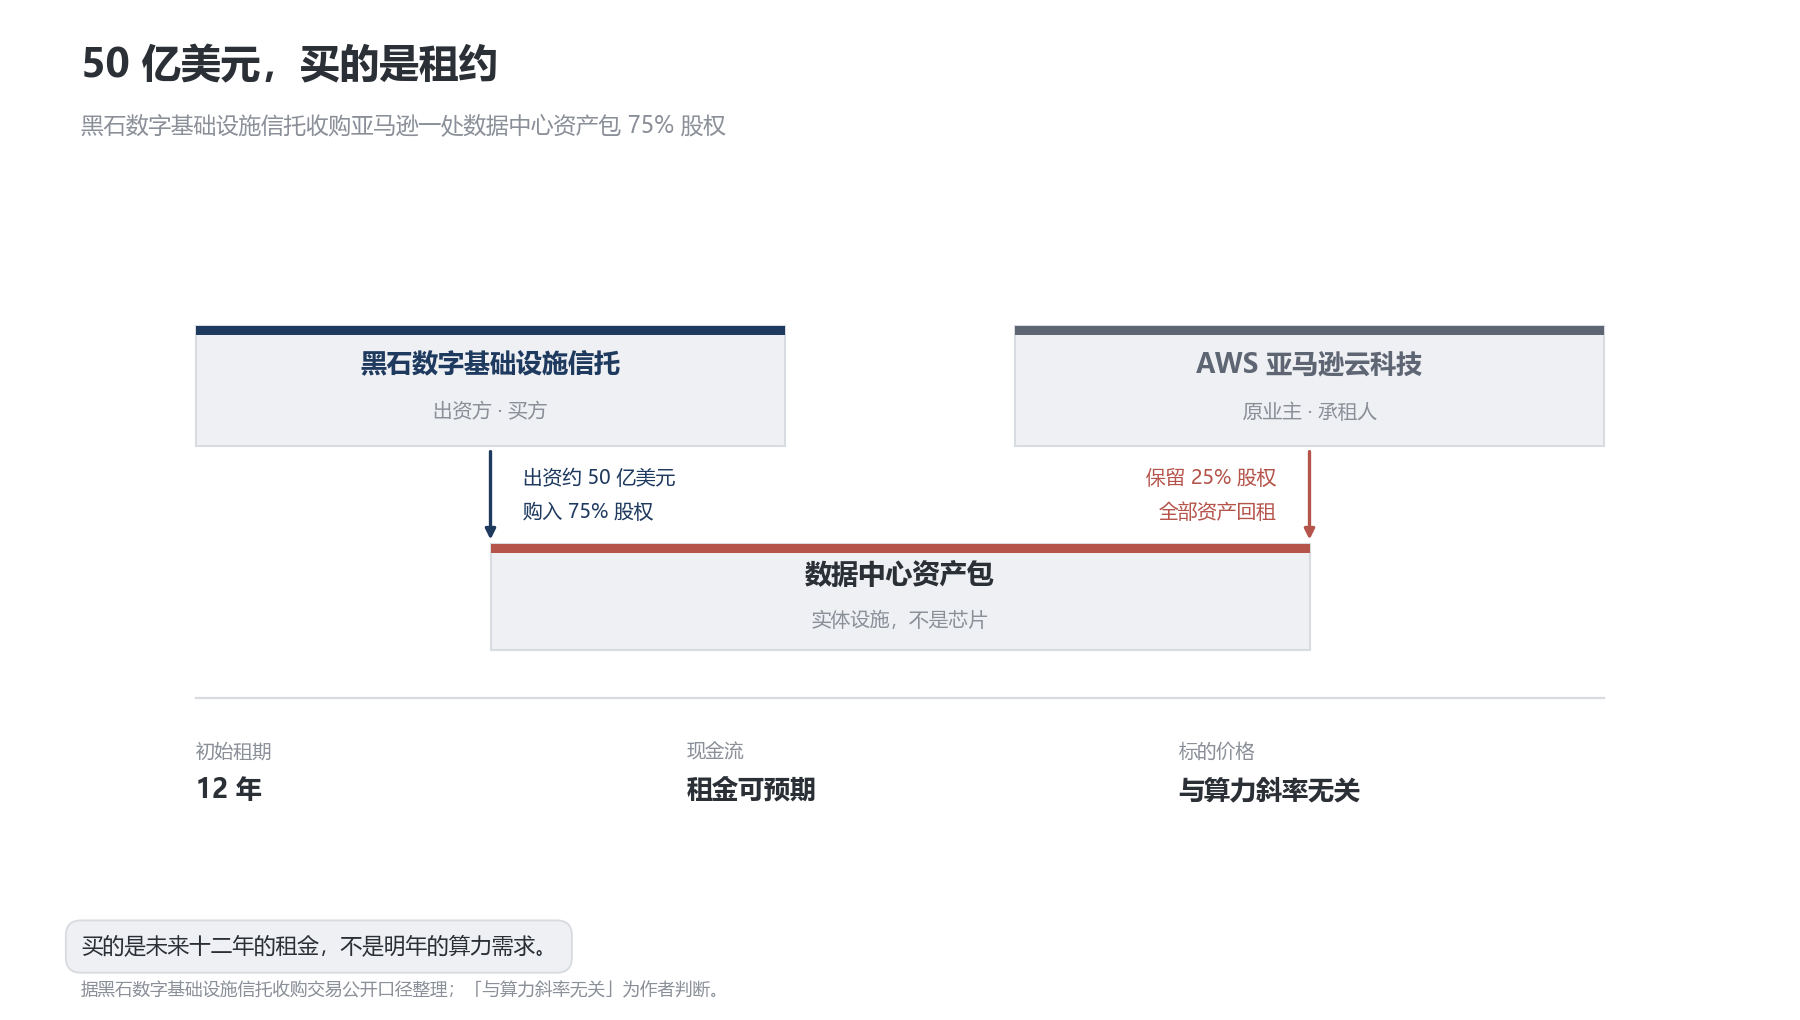 50 亿美元，买的是租约
黑石数字基础设施信托收购亚马逊一处数据中心资产包 75% 股权
黑石数字基础设施信托
出资方 · 买方
AWS 亚马逊云科技
原业主 · 承租人
出资约 50 亿美元
购入 75% 股权
保留 25% 股权
全部资产回租
数据中心资产包
实体设施，不是芯片
初始租期
12 年
现金流
租金可预期
标的价格
与算力斜率无关
买的是未来十二年的租金，不是明年的算力需求。
据黑石数字基础设施信托收购交易公开口径整理；「与算力斜率无关」为作者判断。